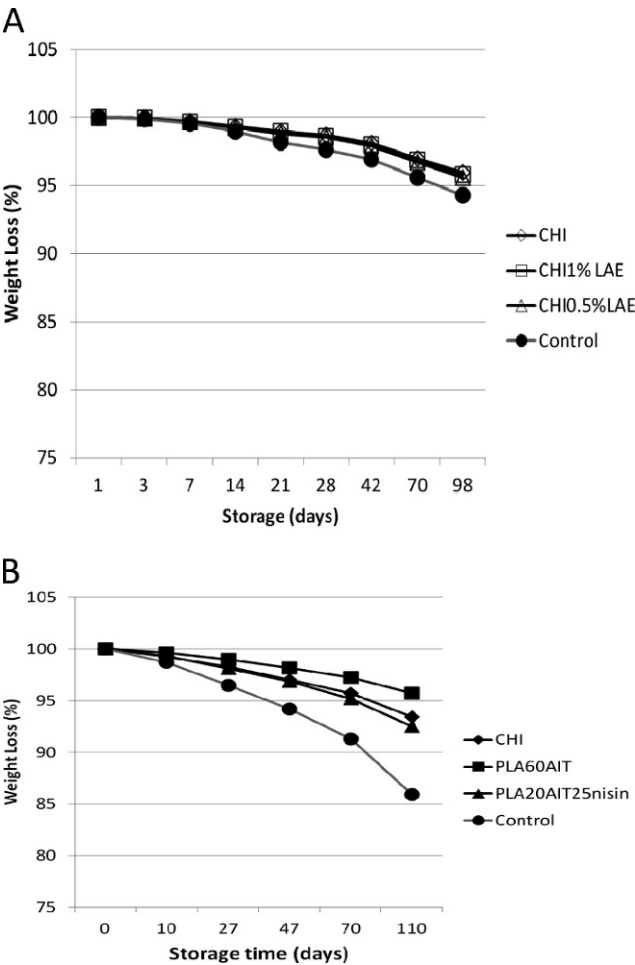 A
105
100
95
90
85
80
75
Weight Loss (%)
1 3 7 14 21 28 42 70 98
Storage (days)
CHI
CHI1% LAE
CHI0.5%LAE
Control
B
105
100
95
90
85
80
75
Weight Loss (%)
0 10 27 47 70 110
Storage time (days)
CHI
PLA60AIT
PLA20AIT25nisin
Control